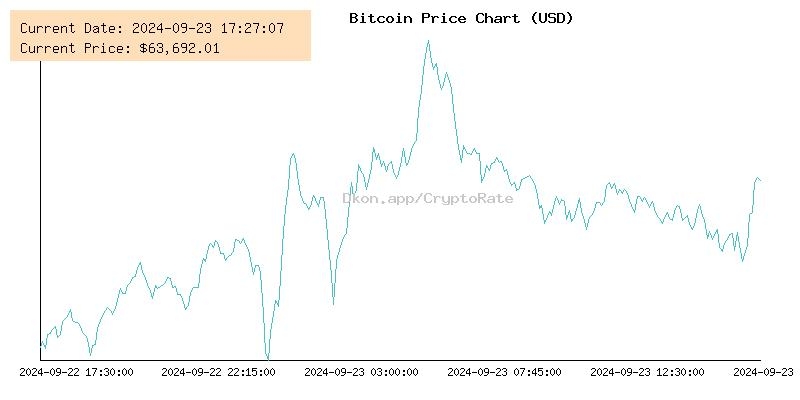 Bitcoin Price Chart (USD)
Current Date: 2024-09-23 17:27:07
Current Price: $63,692.01
Dkon.app/CryptoRate
2024-09-22 17:30:00 2024-09-22 22:15:00 2024-09-23 03:00:00 2024-09-23 07:45:00 2024-09-23 12:30:00 2024-09-23